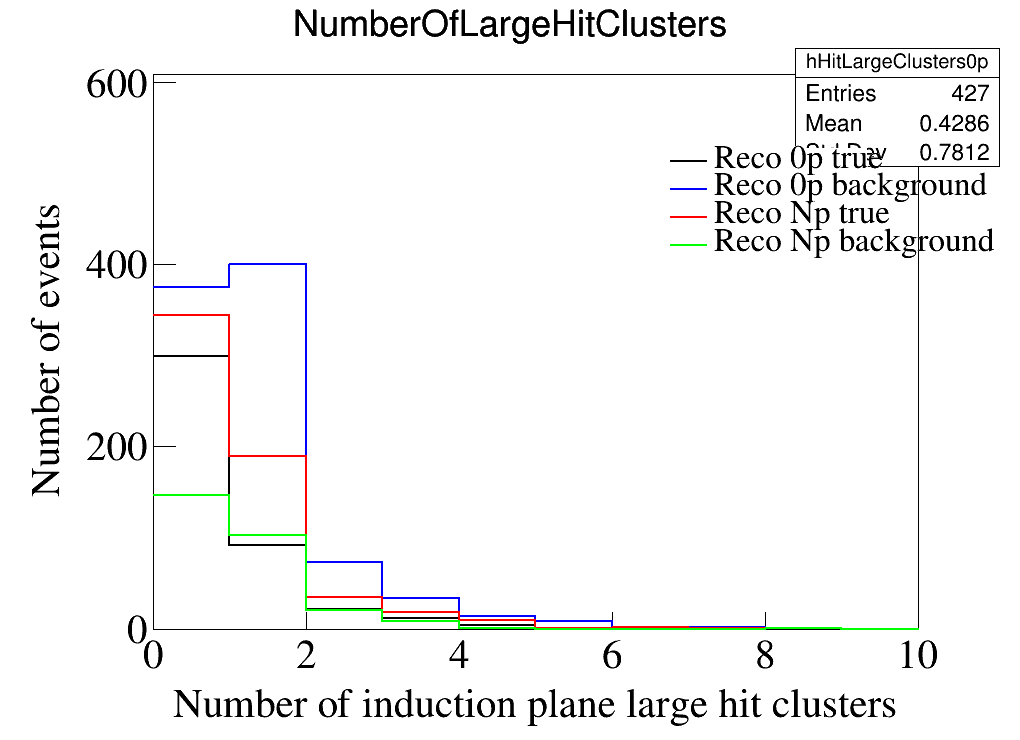 NumberOfLargeHitClusters
hHitLargeClusters0p
Entries 427
Mean 0.4286
0.7812
Reco 0p true
Reco 0p background
Reco Np true
Reco Np background
600
400
200
0
Number of events
0 2 4 6 8 10
Number of induction plane large hit clusters